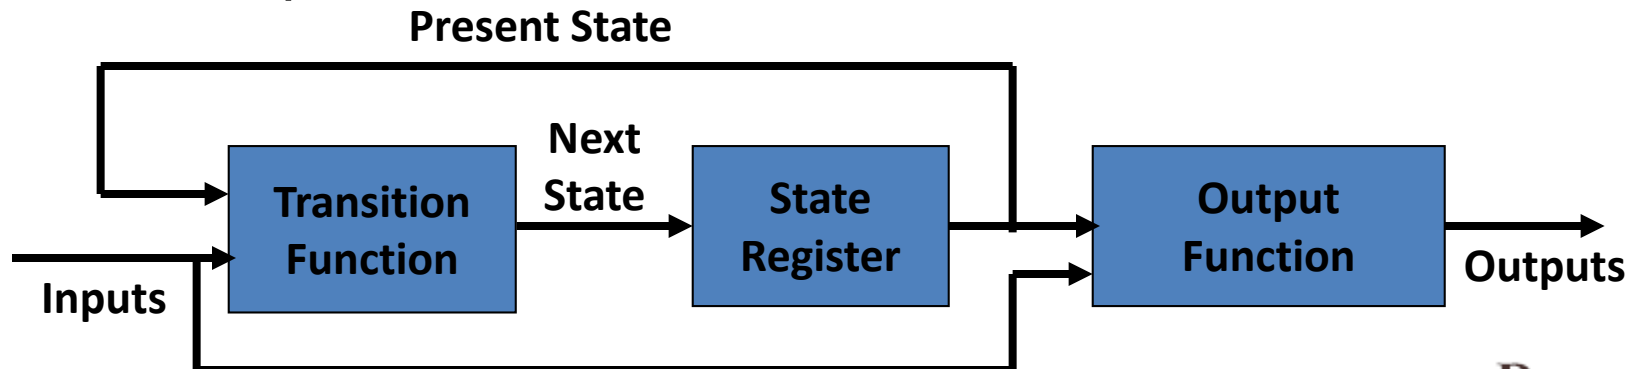 Present State
Next
State
Transition
Function
State
Register
Output
Function
Inputs
Outputs